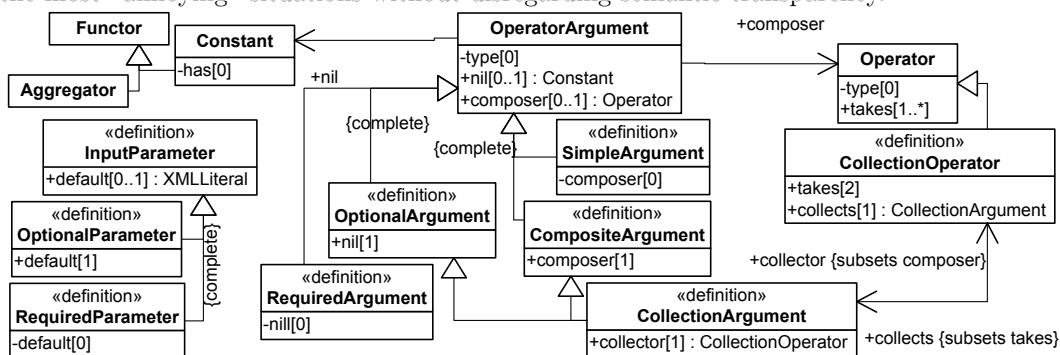 the most "annoying" situations without disregarding semantic transparency.
Functor
Aggregator
Constant
-has[0]
+nil
OperatorArgument
-type[0]
+nil[0..1] : Constant
+composer[0..1] : Operator
+composer
Operator
-type[0]
+takes[1..*]
«definition»
InputParameter
+default[0..1] : XMLLiteral
«definition»
OptionalParameter
+default[1]
«definition»
RequiredParameter
-default[0]
{complete}
{complete}
{complete}
«definition»
SimpleArgument
-composer[0]
«definition»
OptionalArgument
+nil[1]
«definition»
CompositeArgument
+composer[1]
«definition»
RequiredArgument
-nill[0]
«definition»
CollectionOperator
+takes[2]
+collects[1] : CollectionArgument
+collector {subsets composer}
«definition»
CollectionArgument
+collector[1] : CollectionOperator
+collects {subsets takes}